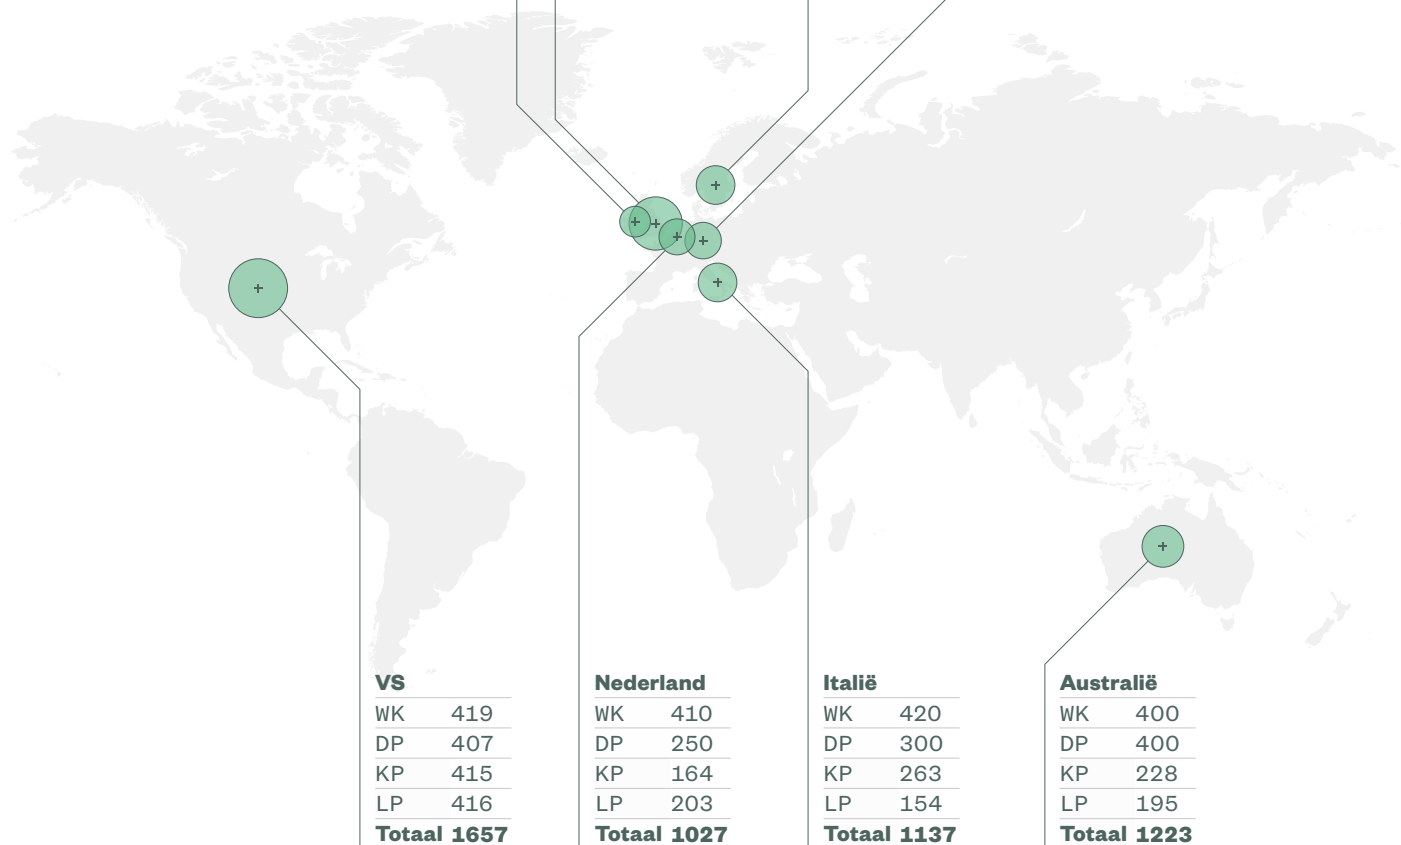 VS
WK 419
DP 407
KP 415
LP 416
Totaal 1657
Nederland
WK 410
DP 250
KP 164
LP 203
Totaal 1027
Italië
WK 420
DP 300
KP 263
LP 154
Totaal 1137
Australië
WK 400
DP 400
KP 228
LP 195
Totaal 1223